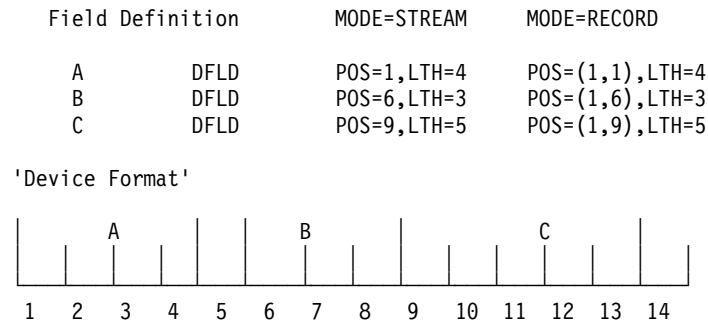 Field Definition MODE=STREAM MODE=RECORD
A DFLD POS=1,LTH=4 POS=(1,1),LTH=4
B DFLD POS=6,LTH=3 POS=(1,6),LTH=3
C DFLD POS=9,LTH=5 POS=(1,9),LTH=5
'Device Format'
A B C
1 2 3 4 5 6 7 8 9 10 11 12 13 14